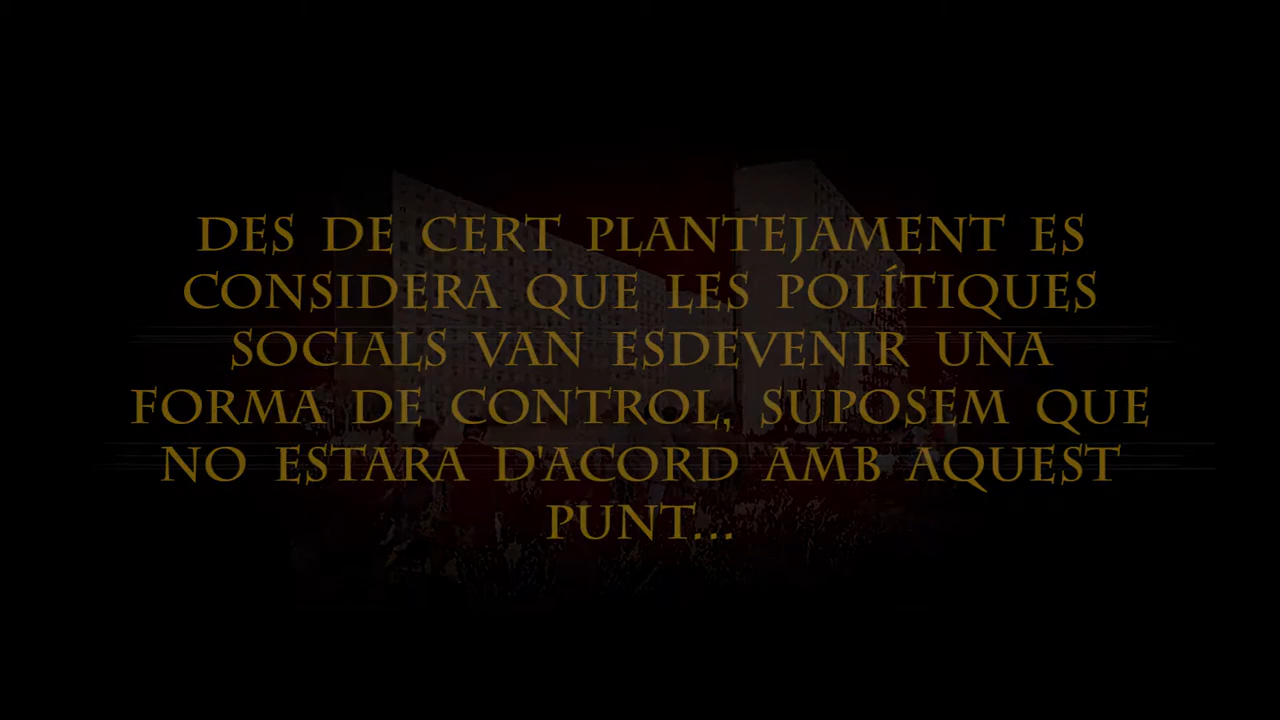 DES DE CERT PLANTEJAMENT ES
CONSIDERA QUE LES POLÍTIQUES
SOCIALS VAN ESDEVENIR UNA
FORMA DE CONTROL, SUPOSEM QUE
NO ESTARA D'ACORD AMB AQUEST
PUNT...